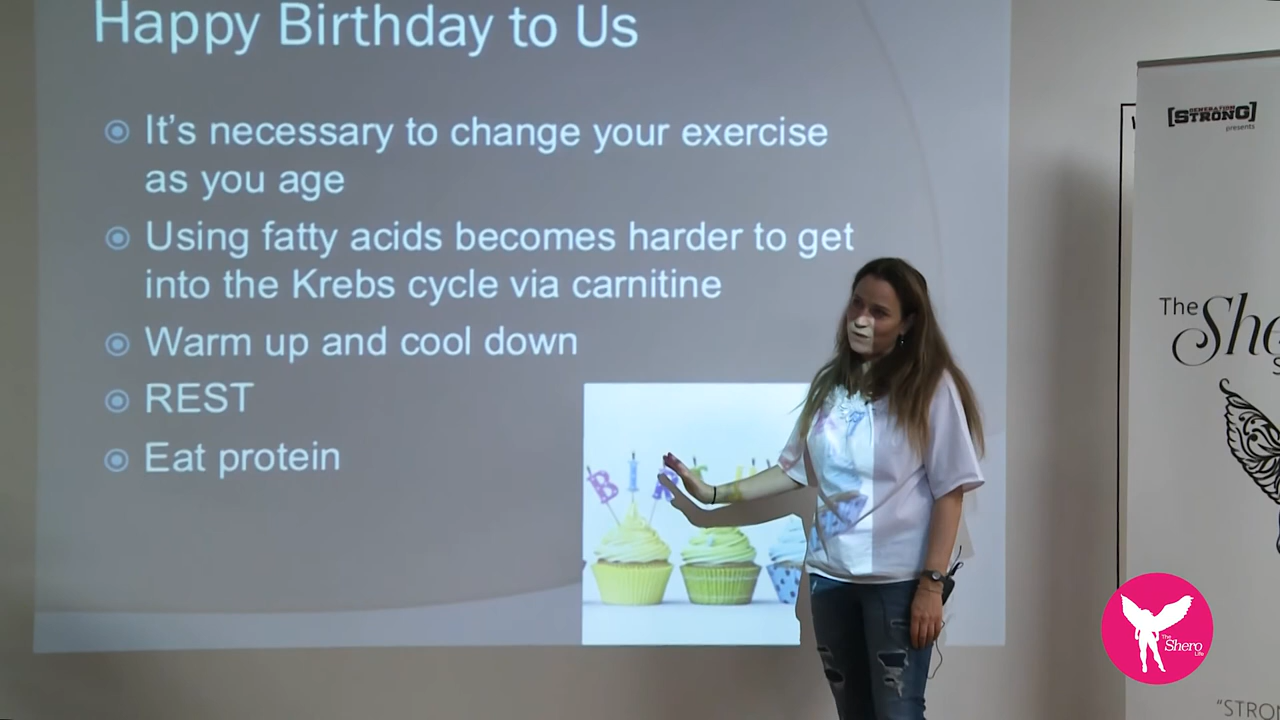 Happy Birthday to Us
It's necessary to change your exercise
as you age
Using fatty acids becomes harder to get
into the Krebs cycle via carnitine
Warm up and cool down
REST
Eat protein
B I R T
[GENERATION
STRONG]
presents
The
She
"STRO
The
Shero
Life